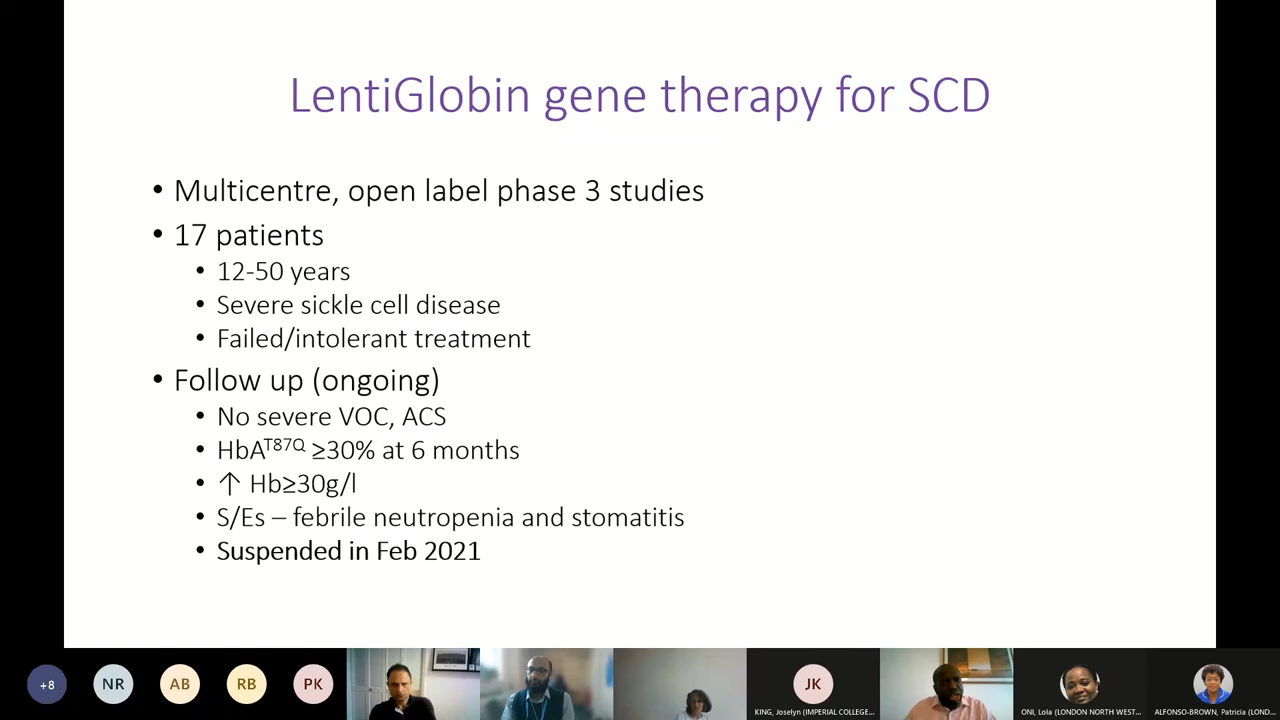 LentiGlobin gene therapy for SCD
• Multicentre, open label phase 3 studies
• 17 patients
• 12-50 years
• Severe sickle cell disease
• Failed/intolerant treatment
• Follow up (ongoing)
• No severe VOC, ACS
• HbAᵀ⁸⁷Q ≥30% at 6 months
• ↑ Hb≥30g/l
• S/Es – febrile neutropenia and stomatitis
• Suspended in Feb 2021
+8
NR
AB
RB
PK
JK
KING, Joselyn (IMPERIAL COLLEGE...
ONI, Lola (LONDON NORTH WEST...
ALFONSO-BROWN, Patricia (LOND...